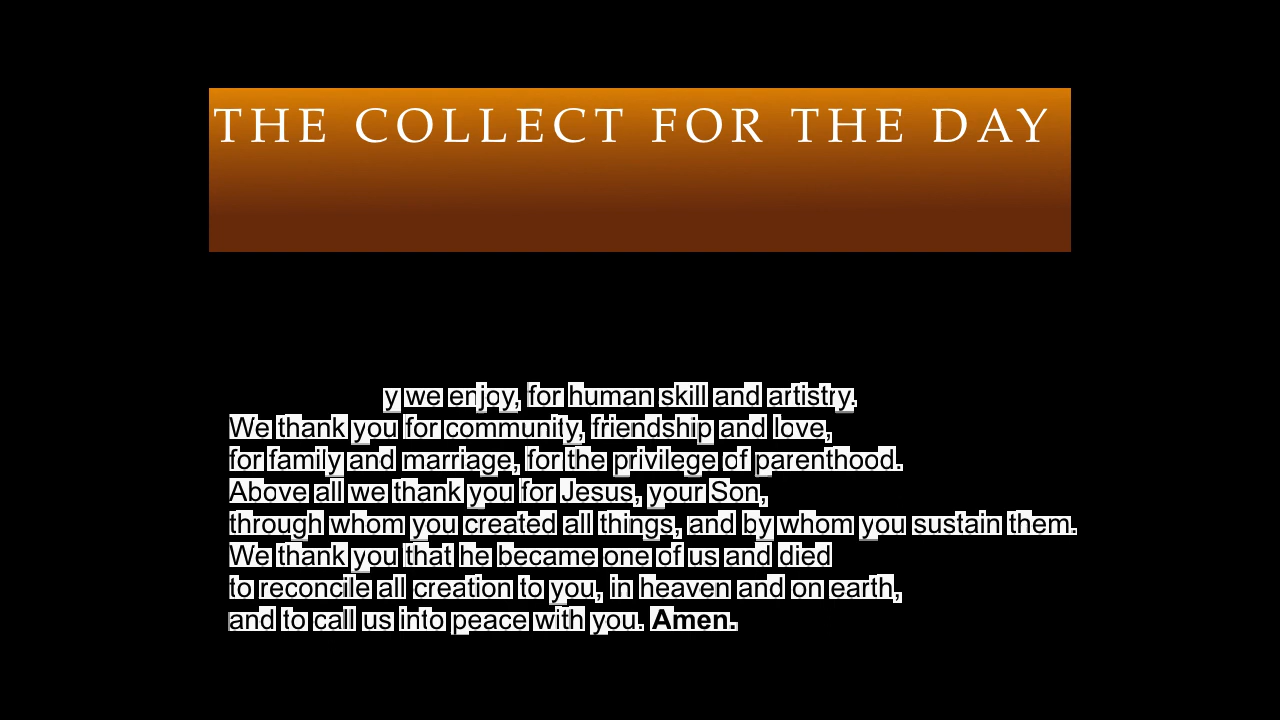 THE COLLECT FOR THE DAY
y we enjoy, for human skill and artistry.
We thank you for community, friendship and love,
for family and marriage, for the privilege of parenthood.
Above all we thank you for Jesus, your Son,
through whom you created all things, and by whom you sustain them.
We thank you that he became one of us and died
to reconcile all creation to you, in heaven and on earth,
and to call us into peace with you. Amen.